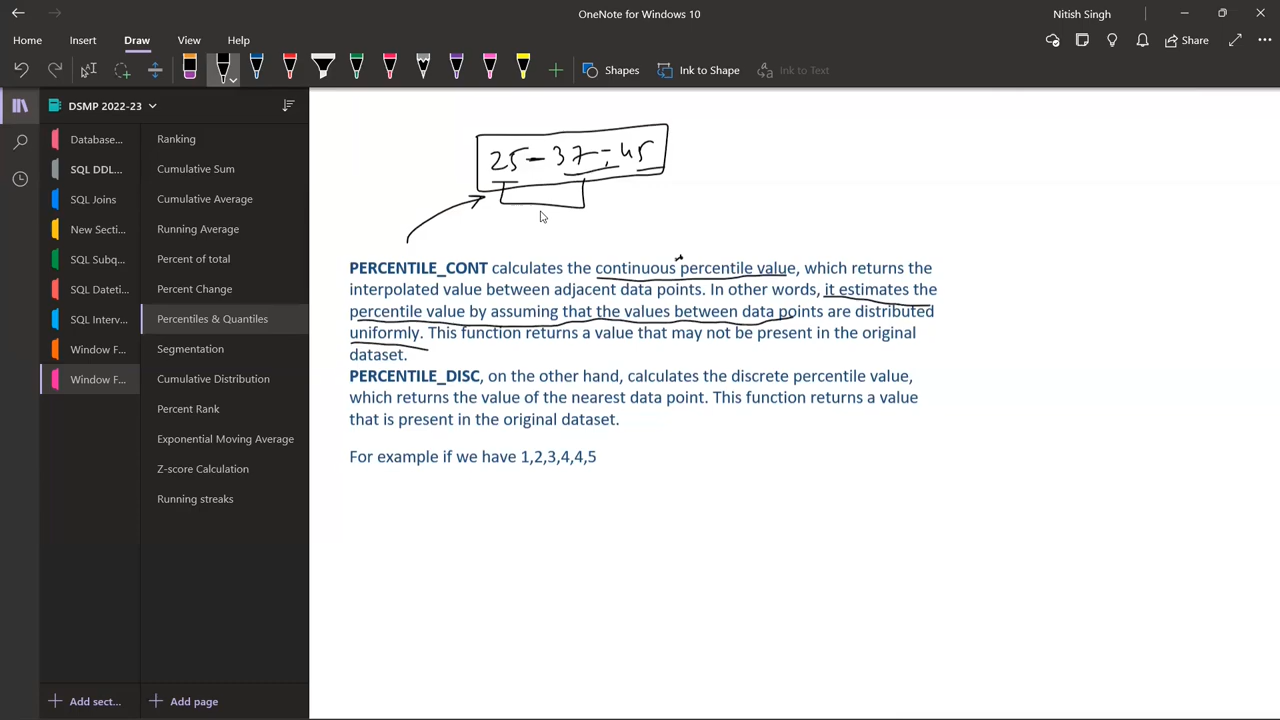 OneNote for Windows 10
Nitish Singh
Home Insert Draw View Help
Share
Shapes Ink to Shape Ink to Text
DSMP 2022-23
Database...
SQL DDL...
SQL Joins
New Secti...
SQL Subq...
SQL Dateti...
SQL Interv...
Window F...
Window F...
Add sect...
Ranking
Cumulative Sum
Cumulative Average
Running Average
Percent of total
Percent Change
Percentiles & Quantiles
Segmentation
Cumulative Distribution
Percent Rank
Exponential Moving Average
Z-score Calculation
Running streaks
Add page
25 - 37 - 45
PERCENTILE_CONT calculates the continuous percentile value, which returns the
interpolated value between adjacent data points. In other words, it estimates the
percentile value by assuming that the values between data points are distributed
uniformly. This function returns a value that may not be present in the original
dataset.
PERCENTILE_DISC, on the other hand, calculates the discrete percentile value,
which returns the value of the nearest data point. This function returns a value
that is present in the original dataset.
For example if we have 1,2,3,4,4,5